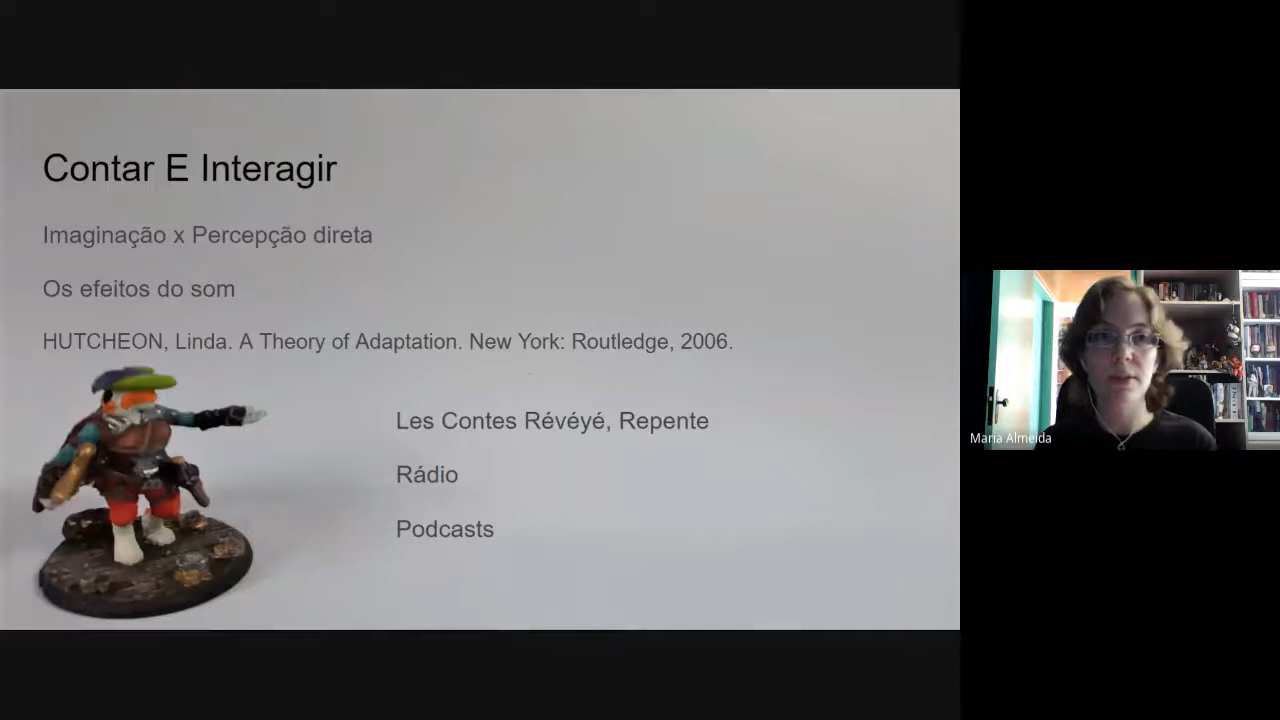 Contar E Interagir
Imaginação x Percepção direta
Os efeitos do som
HUTCHEON, Linda. A Theory of Adaptation. New York: Routledge, 2006.
Les Contes Révéyé, Repente
Rádio
Podcasts
Maria Almeida